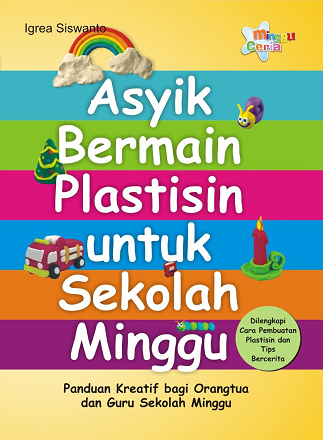 Igrea Siswanto
Minggu
Ceria
Asyik
Bermain
Plastisin
untuk
Sekolah
Minggu
Dilengkapi
Cara Pembuatan
Plastisin dan
Tips
Bercerita
Panduan Kreatif bagi Orangtua
dan Guru Sekolah Minggu